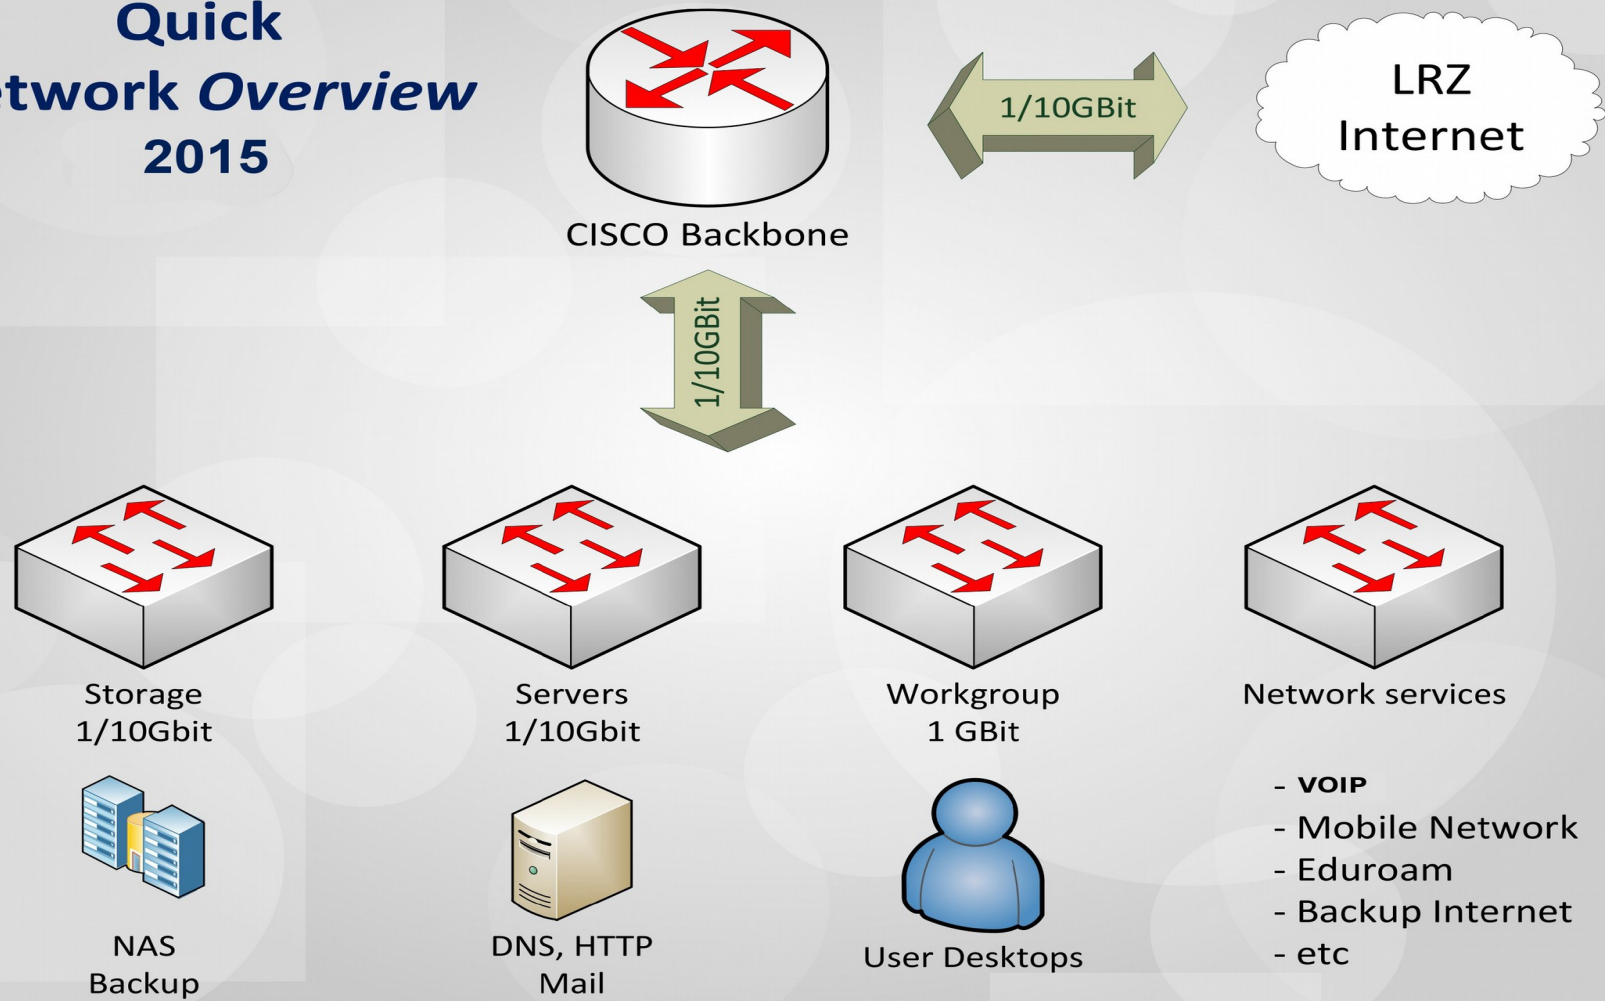 Quick
etwork Overview
2015
LRZ
Internet
1/10GBit
CISCO Backbone
1/10GBit
Storage
1/10Gbit
Servers
1/10Gbit
Workgroup
1 GBit
Network services
NAS
Backup
DNS, HTTP
Mail
User Desktops
- VOIP
- Mobile Network
- Eduroam
- Backup Internet
- etc